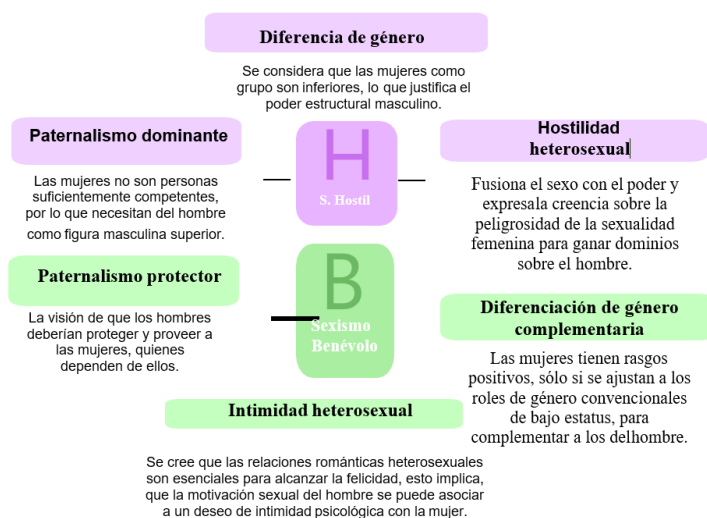 Diferencia de género
Se considera que las mujeres como
grupo son inferiores, lo que justifica el
poder estructural masculino.
Paternalismo dominante
Las mujeres no son personas
suficientemente competentes,
por lo que necesitan del hombre
como figura masculina superior.
H
S. Hostil
Hostilidad
heterosexual
Fusiona el sexo con el poder y
expresala creencia sobre la
peligrosidad de la sexualidad
femenina para ganar dominios
sobre el hombre.
Paternalismo protector
La visión de que los hombres
deberían proteger y proveer a
las mujeres, quienes
dependen de ellos.
B
Sexismo
Benévolo
Diferenciación de género
complementaria
Las mujeres tienen rasgos
positivos, sólo si se ajustan a los
roles de género convencionales
de bajo estatus, para
complementar a los delhombre.
Intimidad heterosexual
Se cree que las relaciones románticas heterosexuales
son esenciales para alcanzar la felicidad, esto implica,
que la motivación sexual del hombre se puede asociar
a un deseo de intimidad psicológica con la mujer.